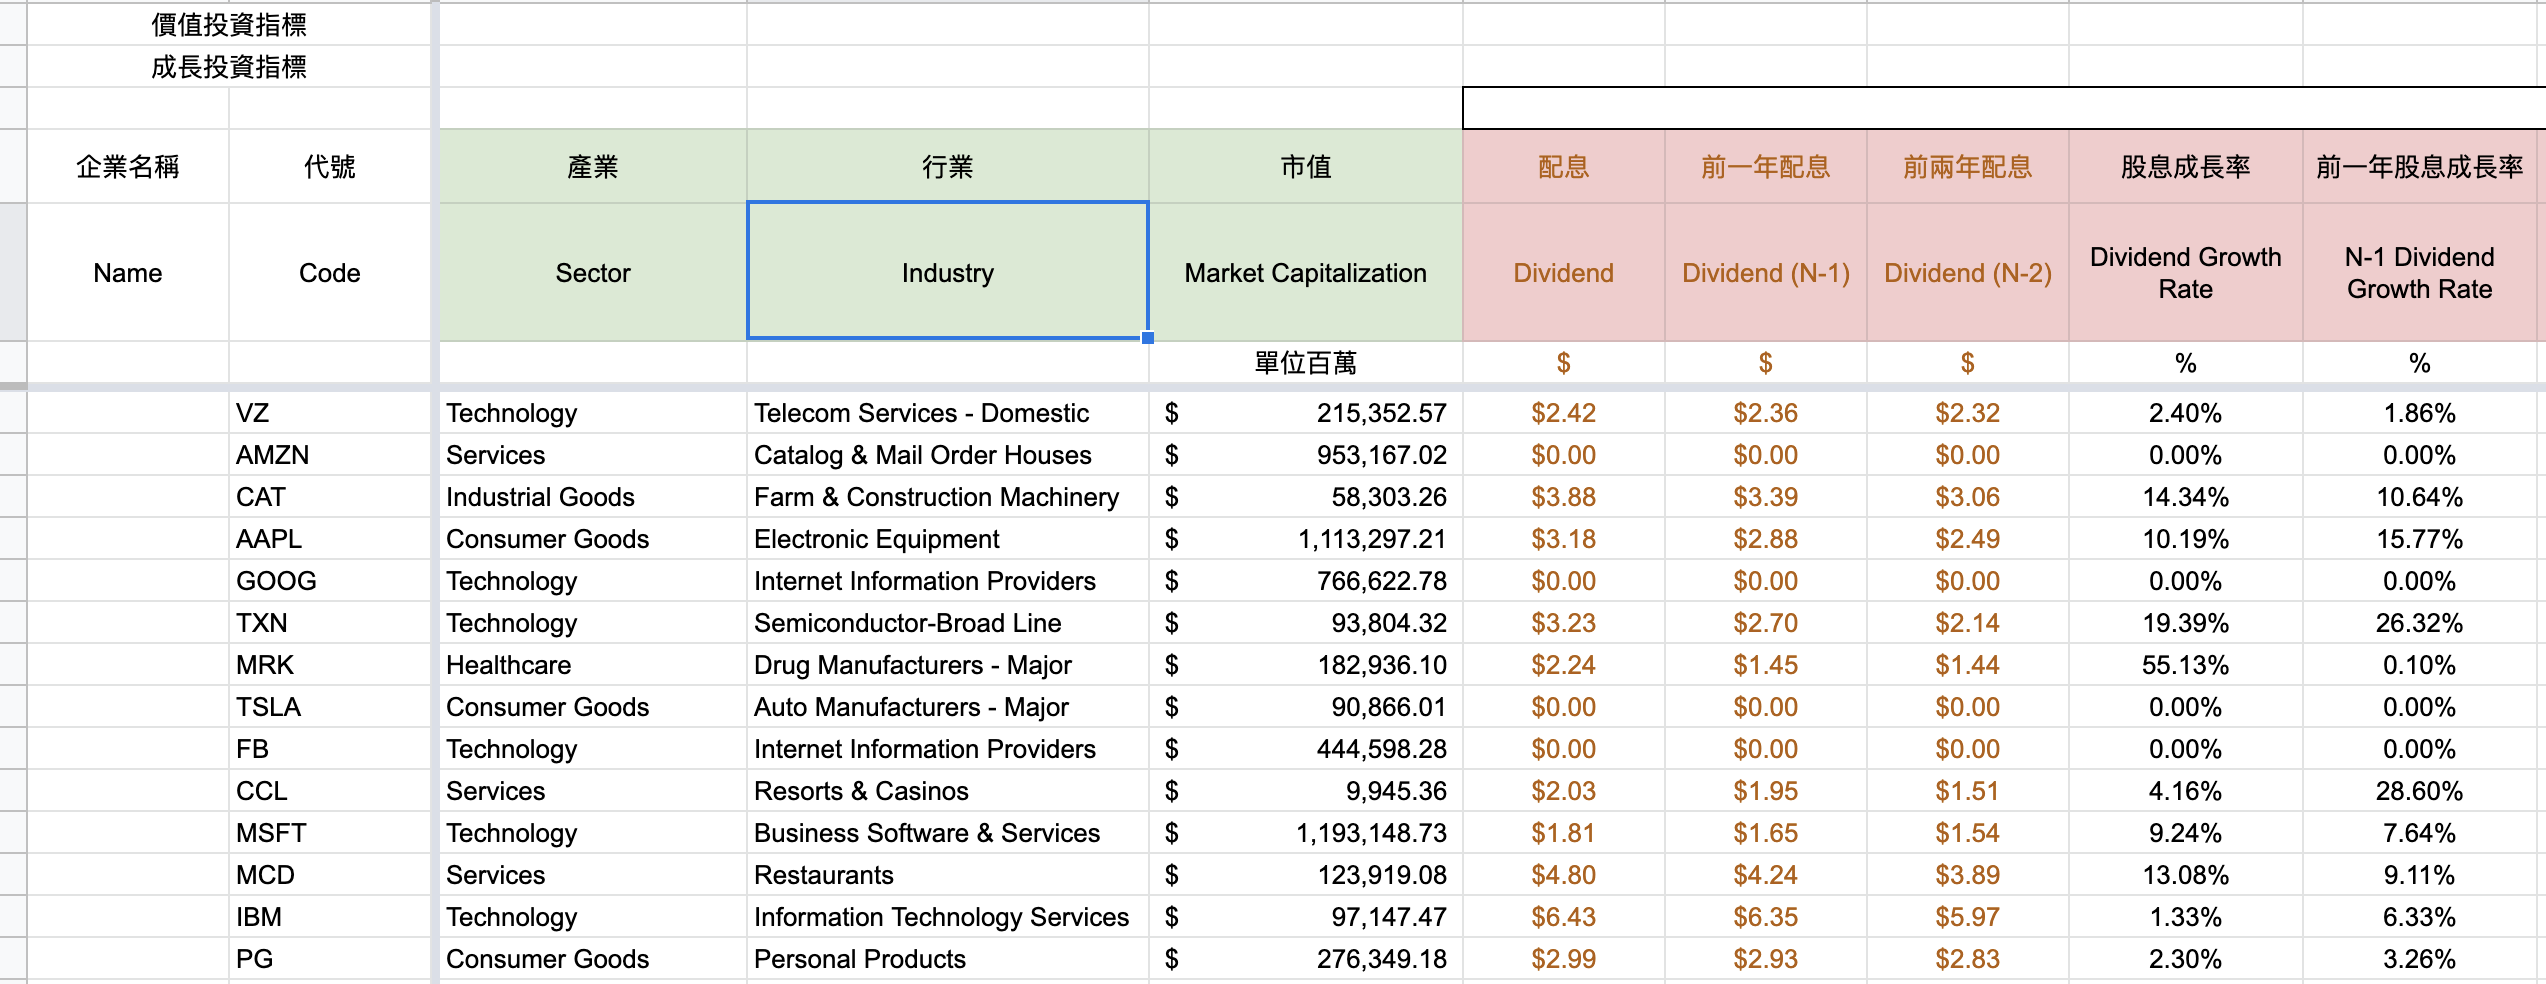 價值投資指標
成長投資指標
企業名稱 代號 產業 行業 市值 配息 前一年配息 前兩年配息 股息成長率 前一年股息成長率
Name Code Sector Industry Market Capitalization Dividend Dividend (N-1) Dividend (N-2) Dividend Growth Rate N-1 Dividend Growth Rate
單位百萬 $ $ $ % %
VZ Technology Telecom Services - Domestic $ 215,352.57 $2.42 $2.36 $2.32 2.40% 1.86%
AMZN Services Catalog & Mail Order Houses $ 953,167.02 $0.00 $0.00 $0.00 0.00% 0.00%
CAT Industrial Goods Farm & Construction Machinery $ 58,303.26 $3.88 $3.39 $3.06 14.34% 10.64%
AAPL Consumer Goods Electronic Equipment $ 1,113,297.21 $3.18 $2.88 $2.49 10.19% 15.77%
GOOG Technology Internet Information Providers $ 766,622.78 $0.00 $0.00 $0.00 0.00% 0.00%
TXN Technology Semiconductor-Broad Line $ 93,804.32 $3.23 $2.70 $2.14 19.39% 26.32%
MRK Healthcare Drug Manufacturers - Major $ 182,936.10 $2.24 $1.45 $1.44 55.13% 0.10%
TSLA Consumer Goods Auto Manufacturers - Major $ 90,866.01 $0.00 $0.00 $0.00 0.00% 0.00%
FB Technology Internet Information Providers $ 444,598.28 $0.00 $0.00 $0.00 0.00% 0.00%
CCL Services Resorts & Casinos $ 9,945.36 $2.03 $1.95 $1.51 4.16% 28.60%
MSFT Technology Business Software & Services $ 1,193,148.73 $1.81 $1.65 $1.54 9.24% 7.64%
MCD Services Restaurants $ 123,919.08 $4.80 $4.24 $3.89 13.08% 9.11%
IBM Technology Information Technology Services $ 97,147.47 $6.43 $6.35 $5.97 1.33% 6.33%
PG Consumer Goods Personal Products $ 276,349.18 $2.99 $2.93 $2.83 2.30% 3.26%